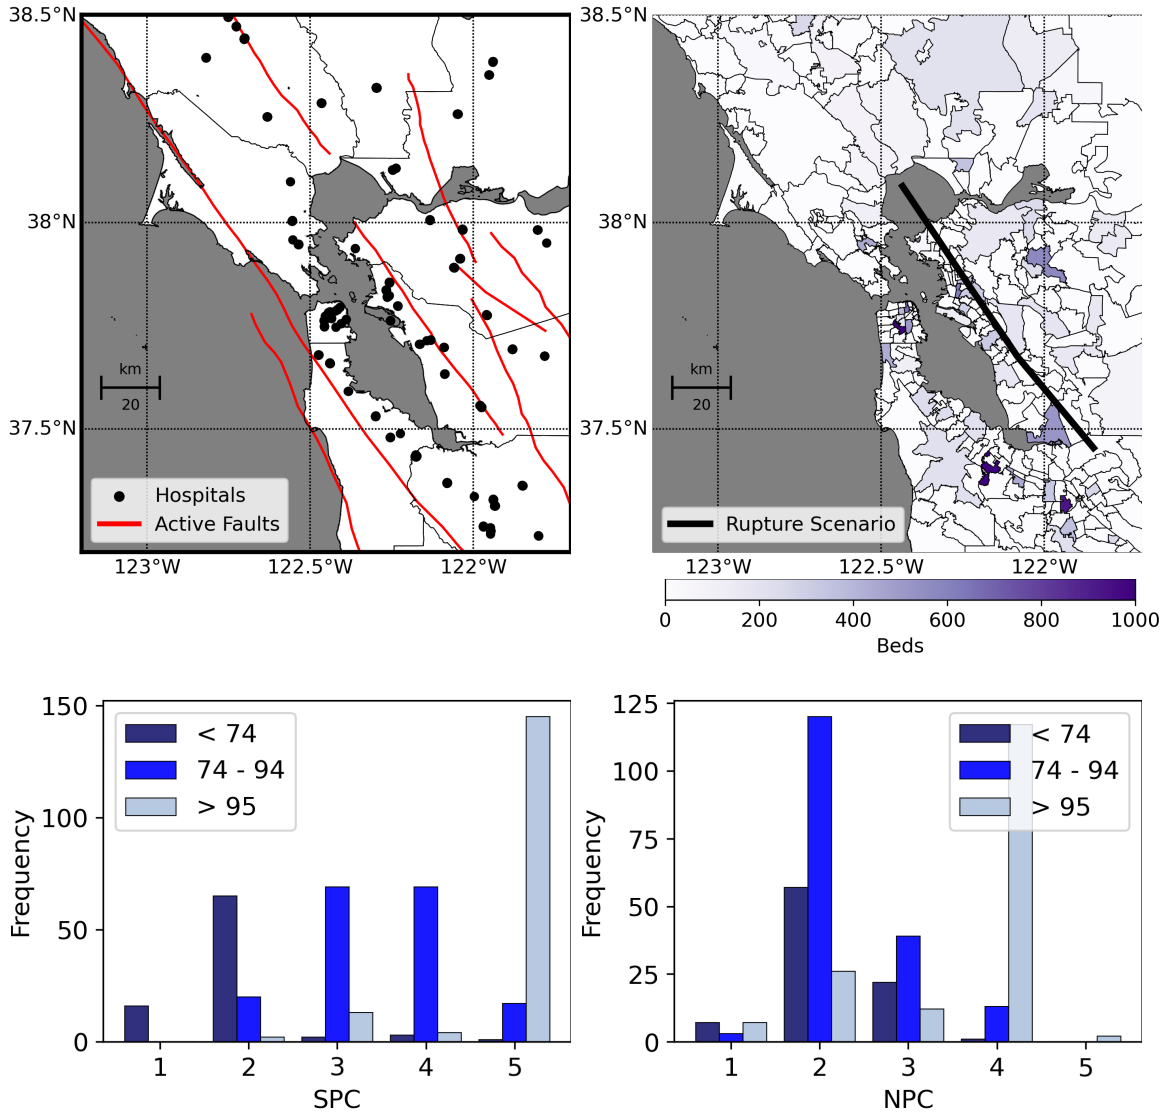 38.5°N
38°N
37.5°N
km
20
Hospitals
Active Faults
123°W
122.5°W
122°W
38.5°N
38°N
37.5°N
km
20
Rupture Scenario
123°W
122.5°W
122°W
0
200
400
600
800
1000
Beds
150
100
50
0
Frequency
< 74
74 - 94
> 95
1
2
3
4
5
SPC
125
100
75
50
25
0
Frequency
< 74
74 - 94
> 95
1
2
3
4
5
NPC